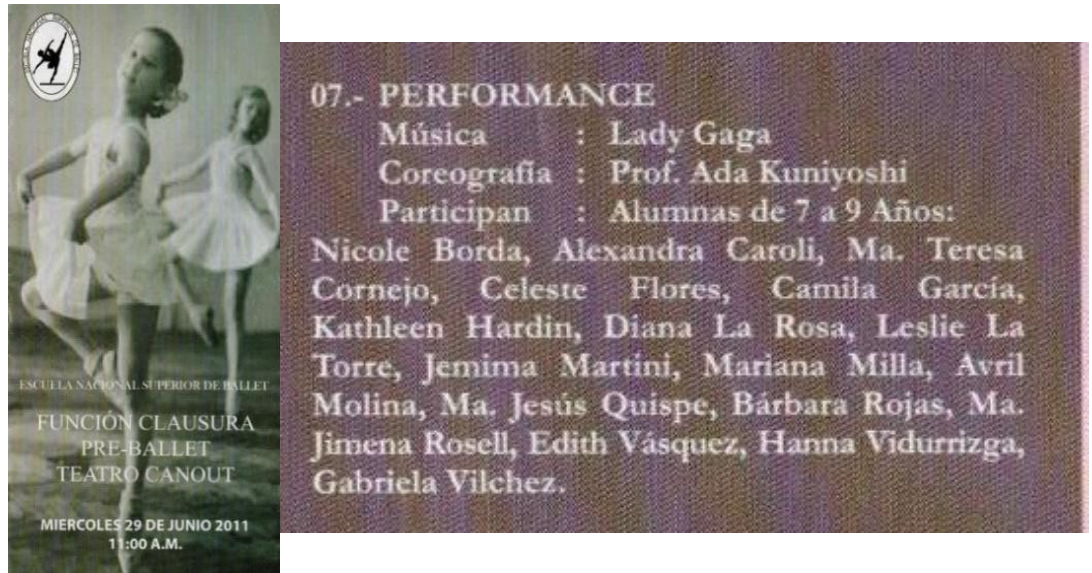 ESCUELA NACIONAL SUPERIOR DE BALLET
FUNCIÓN CLAUSURA
PRE-BALLET
TEATRO CANOUT
MIERCOLES 29 DE JUNIO 2011
11:00 A.M.
07.- PERFORMANCE
Música : Lady Gaga
Coreografía : Prof. Ada Kuniyoshi
Participan : Alumnas de 7 a 9 Años:
Nicole Borda, Alexandra Caroli, Ma. Teresa
Cornejo, Celeste Flores, Camila García,
Kathleen Hardin, Diana La Rosa, Leslie La
Torre, Jemima Martini, Mariana Milla, Avril
Molina, Ma. Jesús Quispe, Bárbara Rojas, Ma.
Jimena Rosell, Edith Vásquez, Hanna Vidurrizga,
Gabriela Vilchez.